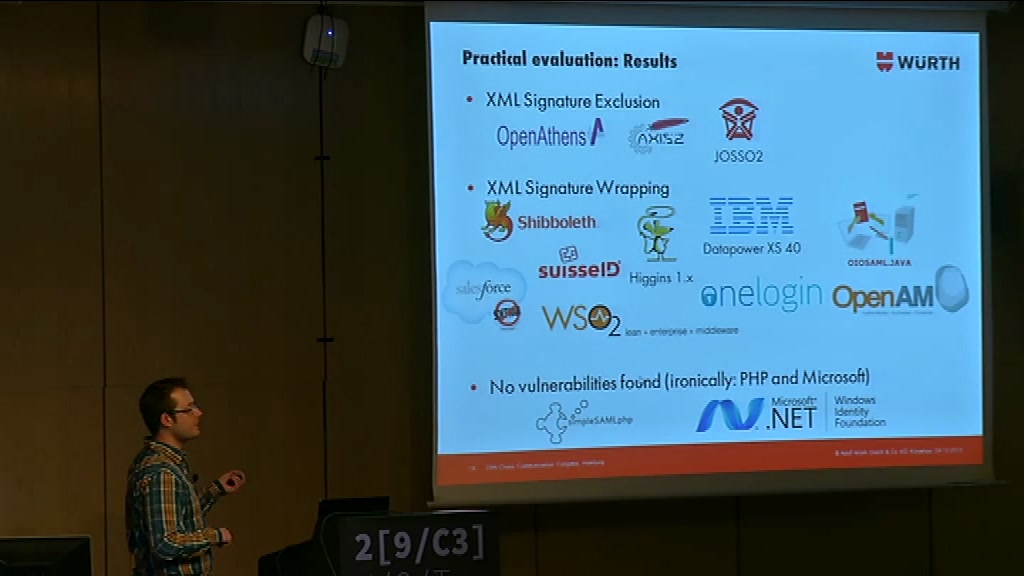 Practical evaluation: Results
WÜRTH
• XML Signature Exclusion
OpenAthens
AXIS2
JOSSO2
• XML Signature Wrapping
Shibboleth
IBM
Datapower XS 40
OIOSAML.JAVA
suisseID
Higgins 1.x
salesforce
onelogin
OpenAM
WSO2
lean • enterprise • middleware
• No vulnerabilities found (ironically: PHP and Microsoft)
simpleSAMLphp
Microsoft
.NET
Windows
Identity
Foundation
2[9/C3]